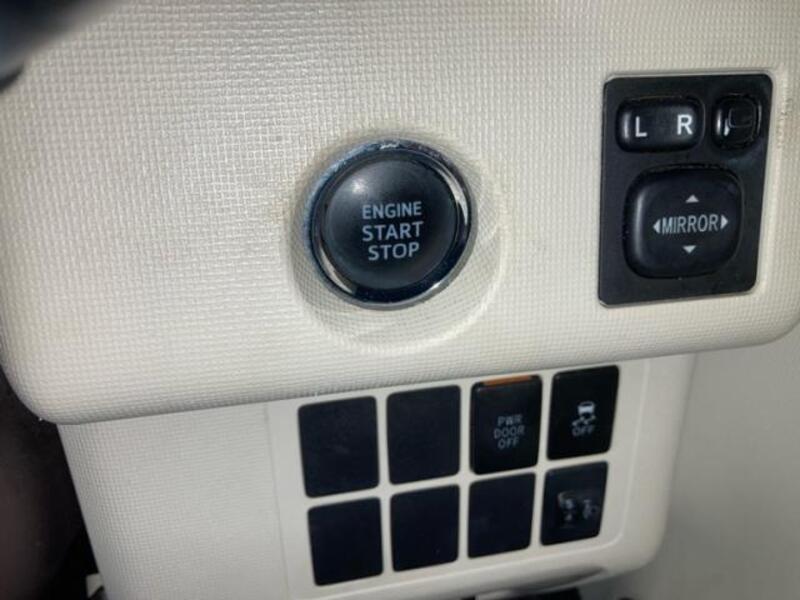 ENGINE
START
STOP
L R
MIRROR
PWR
DOOR
OFF
OFF